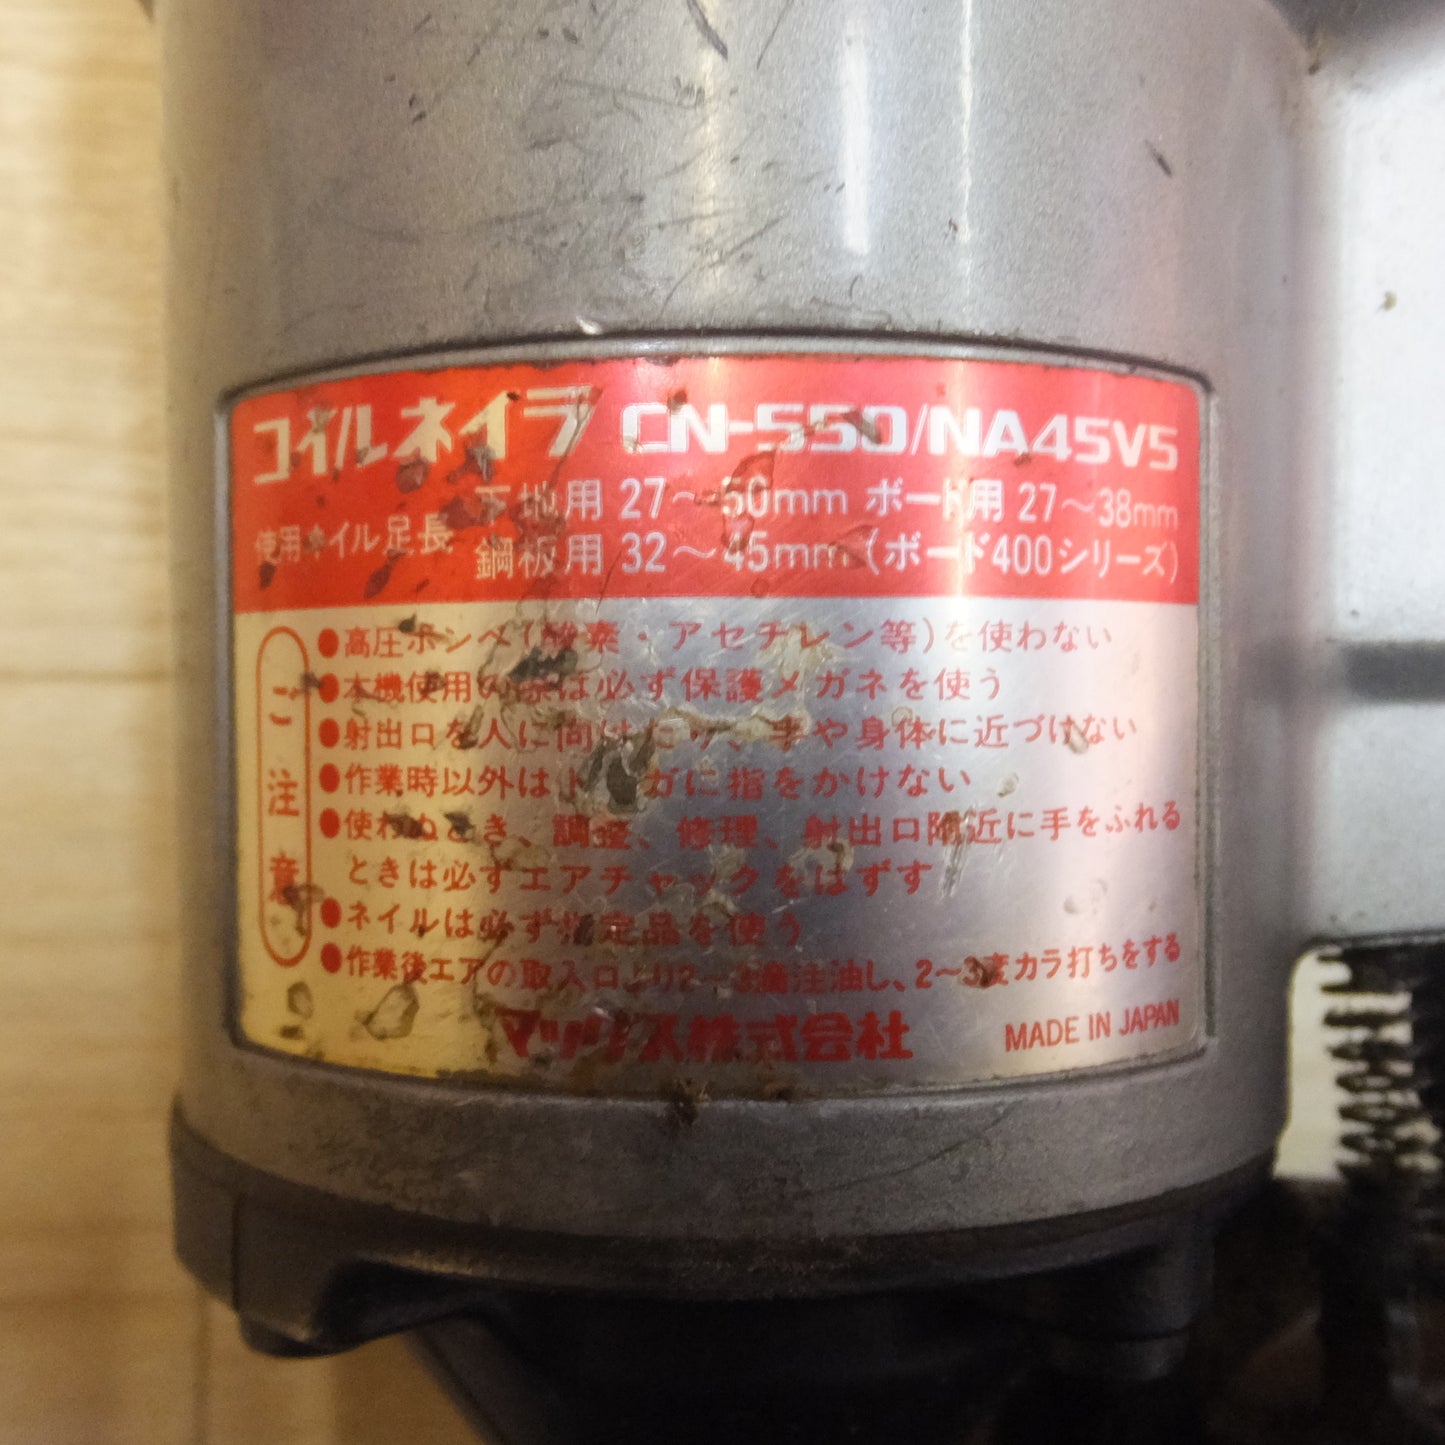 コイルネイラ CN-550/NA45V5
使用ネイル足長
下地用 27〜50mm ボード用 27〜38mm
鋼板用 32〜45mm (ボード400シリーズ)
ご注意
●高圧ボンベ(酸素・アセチレン等)を使わない
●本機使用の際は必ず保護メガネを使う
●射出口を人に向けたり、手や身体に近づけない
●作業時以外はトリガに指をかけない
●使わぬとき、調整、修理、射出口附近に手をふれる
ときは必ずエアチャックをはずす
●ネイルは必ず指定品を使う
●作業後エアの取入口より2〜3滴注油し、2〜3度カラ打ちをする
マックス株式会社 MADE IN JAPAN